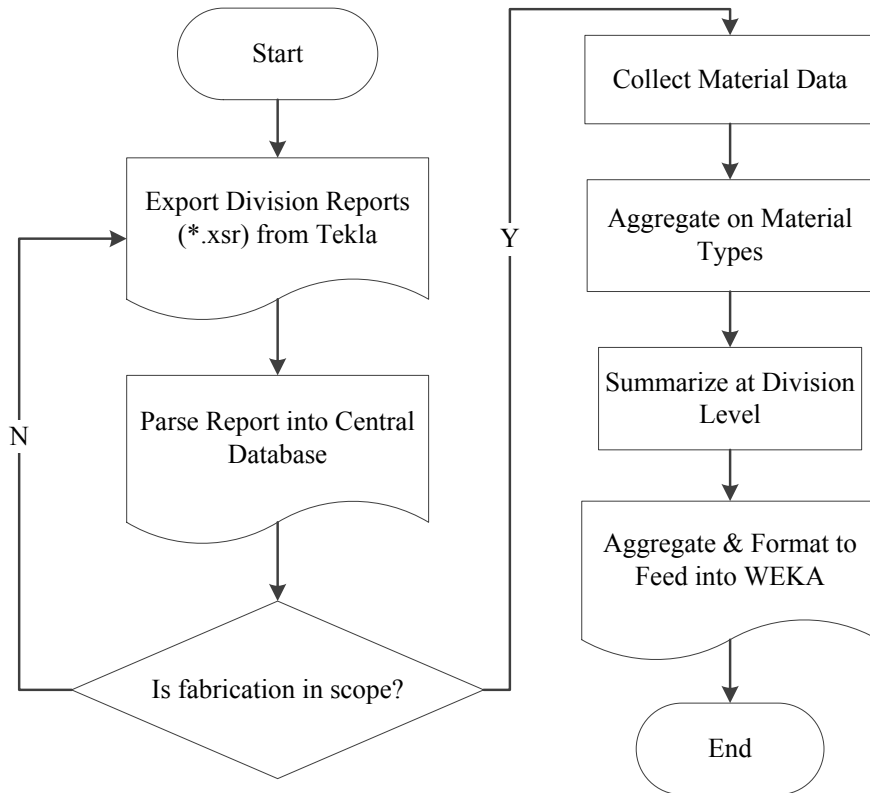 Start
Export Division Reports
(*.xsr) from Tekla
Parse Report into Central
Database
Is fabrication in scope?
N
Y
Collect Material Data
Aggregate on Material
Types
Summarize at Division
Level
Aggregate & Format to
Feed into WEKA
End